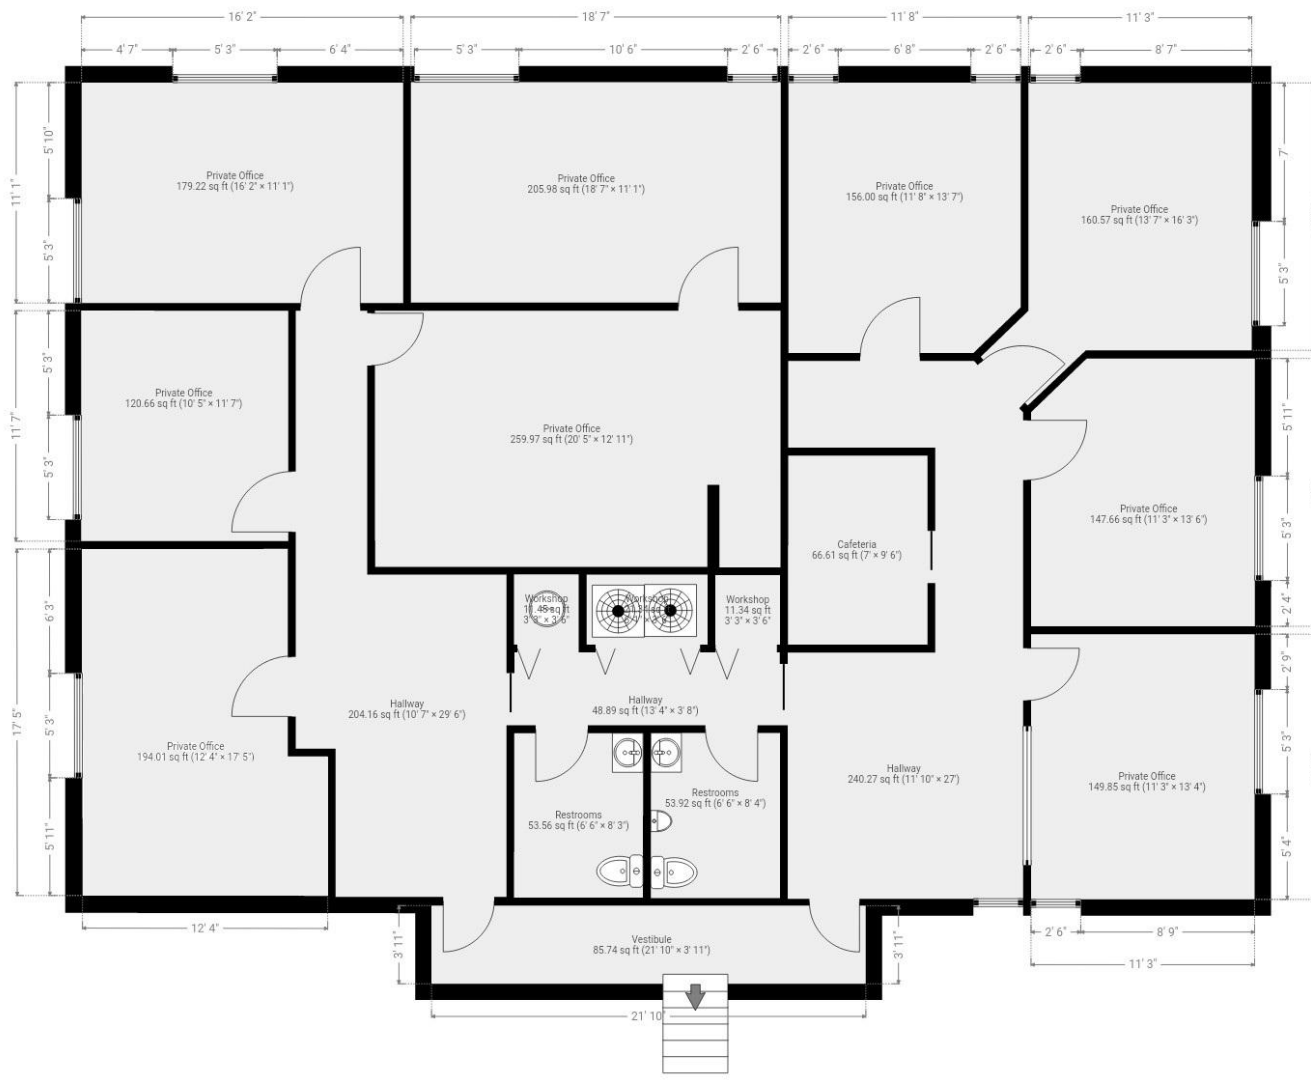 16' 2"
18' 7"
11' 8"
11' 3"
4' 7"
5' 3"
6' 4"
5' 3"
10' 6"
2' 6"
2' 6"
6' 8"
2' 6"
2' 6"
8' 7"
11' 1"
5' 10"
5' 3"
Private Office
179.22 sq ft (16' 2" × 11' 1")
Private Office
205.98 sq ft (18' 7" × 11' 1")
Private Office
156.00 sq ft (11' 8" × 13' 7")
Private Office
160.57 sq ft (13' 7" × 16' 3")
7'
5' 3"
11' 7"
5' 3"
5' 3"
Private Office
120.66 sq ft (10' 5" × 11' 7")
Private Office
259.97 sq ft (20' 5" × 12' 11")
5' 11"
5' 3"
2' 4"
Private Office
147.66 sq ft (11' 3" × 13' 6")
Cafeteria
66.61 sq ft (7' × 9' 6")
Workshop
Workshop
Workshop
11.34 sq ft
3' 3" × 3' 6"
17' 5"
6' 3"
5' 3"
5' 11"
Private Office
194.01 sq ft (12' 4" × 17' 5")
Hallway
204.16 sq ft (10' 7" × 29' 6")
Hallway
48.89 sq ft (13' 4" × 3' 8")
Restrooms
53.56 sq ft (6' 6" × 8' 3")
Restrooms
53.92 sq ft (6' 6" × 8' 4")
Hallway
240.27 sq ft (11' 10" × 27')
Private Office
149.85 sq ft (11' 3" × 13' 4")
2' 9"
5' 3"
5' 4"
12' 4"
3' 11"
Vestibule
85.74 sq ft (21' 10" × 3' 11")
3' 11"
2' 6"
8' 9"
11' 3"
21' 10"